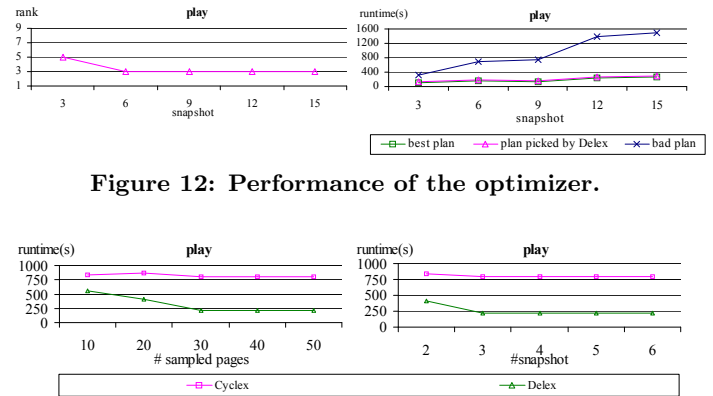 rank play
9
7
5
3
1
3 6 9 12 15
snapshot
runtime(s) play
1600
1200
800
400
0
3 6 9 12 15
snapshot
best plan plan picked by Delex bad plan
Figure 12: Performance of the optimizer.
runtime(s) play
1000
750
500
250
0
10 20 30 40 50
# sampled pages
runtime(s) play
1000
750
500
250
0
2 3 4 5 6
#snapshot
Cyclex Delex